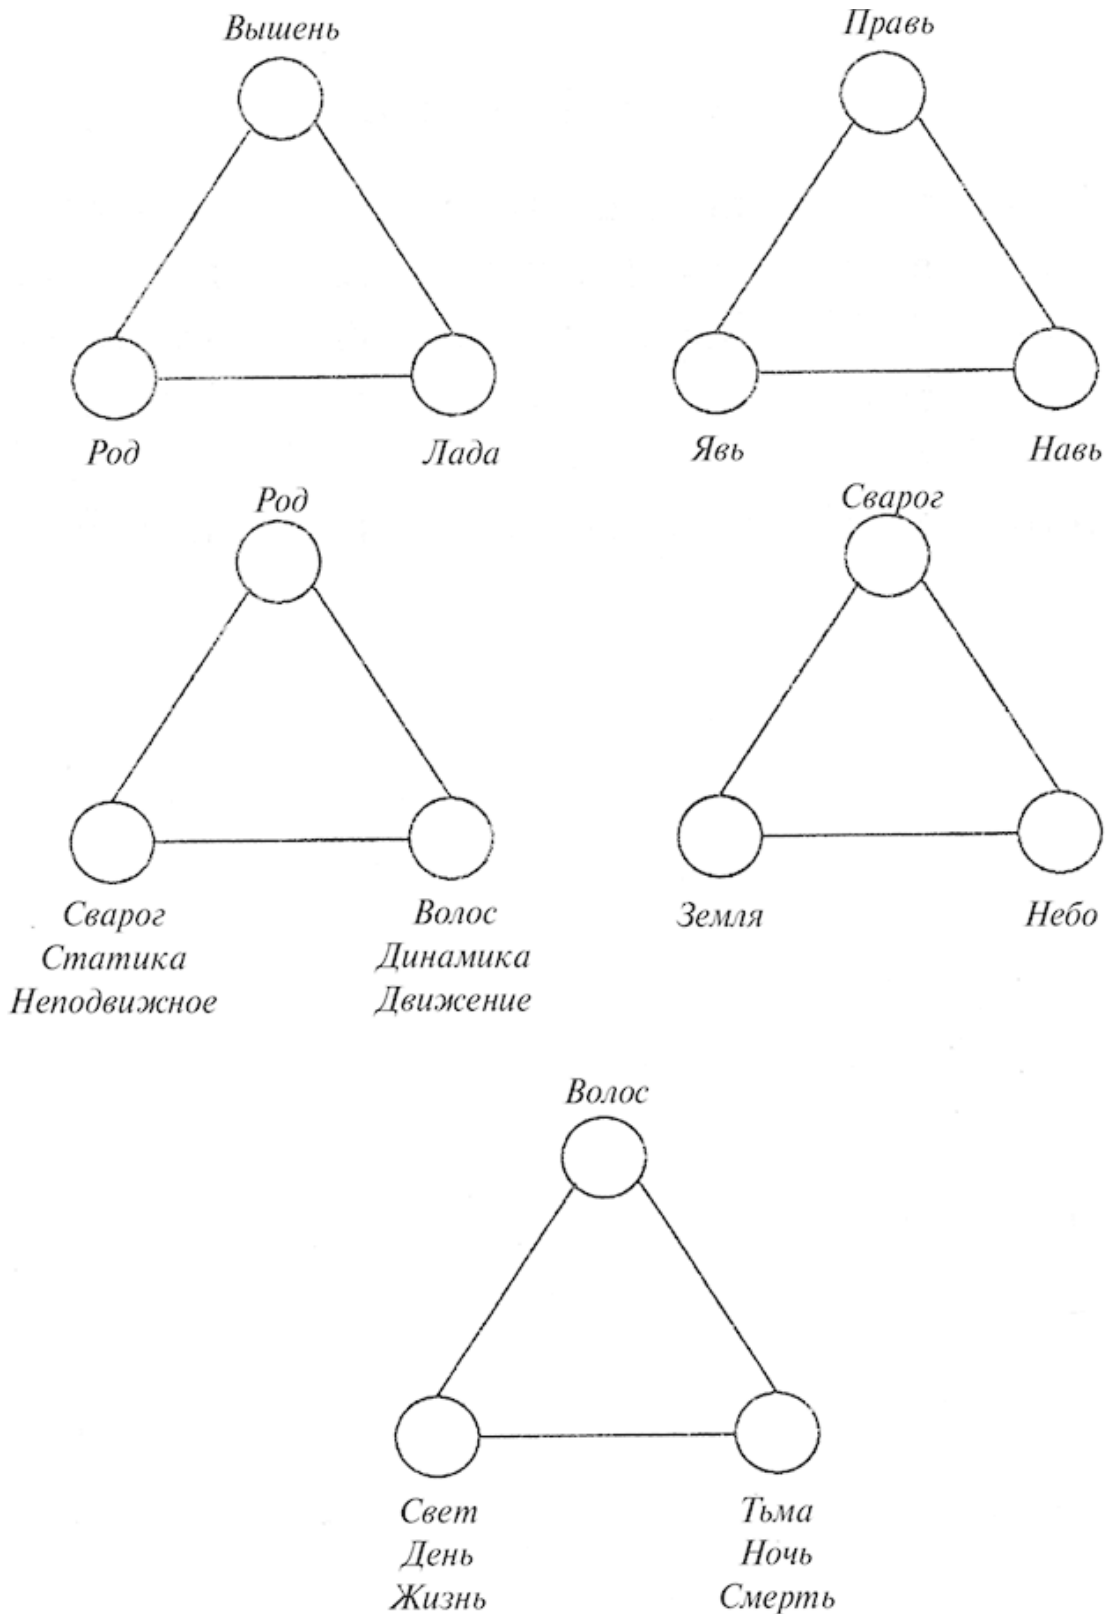 Вышень
Правь
Род
Лада
Явь
Навь
Род
Сварог
Сварог
Статика
Неподвижное
Волос
Динамика
Движение
Земля
Небо
Волос
Свет
День
Жизнь
Тьма
Ночь
Смерть